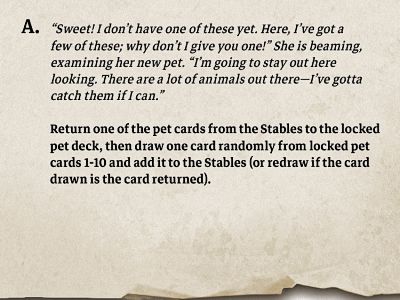 A. “Sweet! I don’t have one of these yet. Here, I’ve got a
few of these; why don’t I give you one!” She is beaming,
examining her new pet. “I’m going to stay out here
looking. There are a lot of animals out there—I’ve gotta
catch them if I can.”
Return one of the pet cards from the Stables to the locked
pet deck, then draw one card randomly from locked pet
cards 1-10 and add it to the Stables (or redraw if the card
drawn is the card returned).